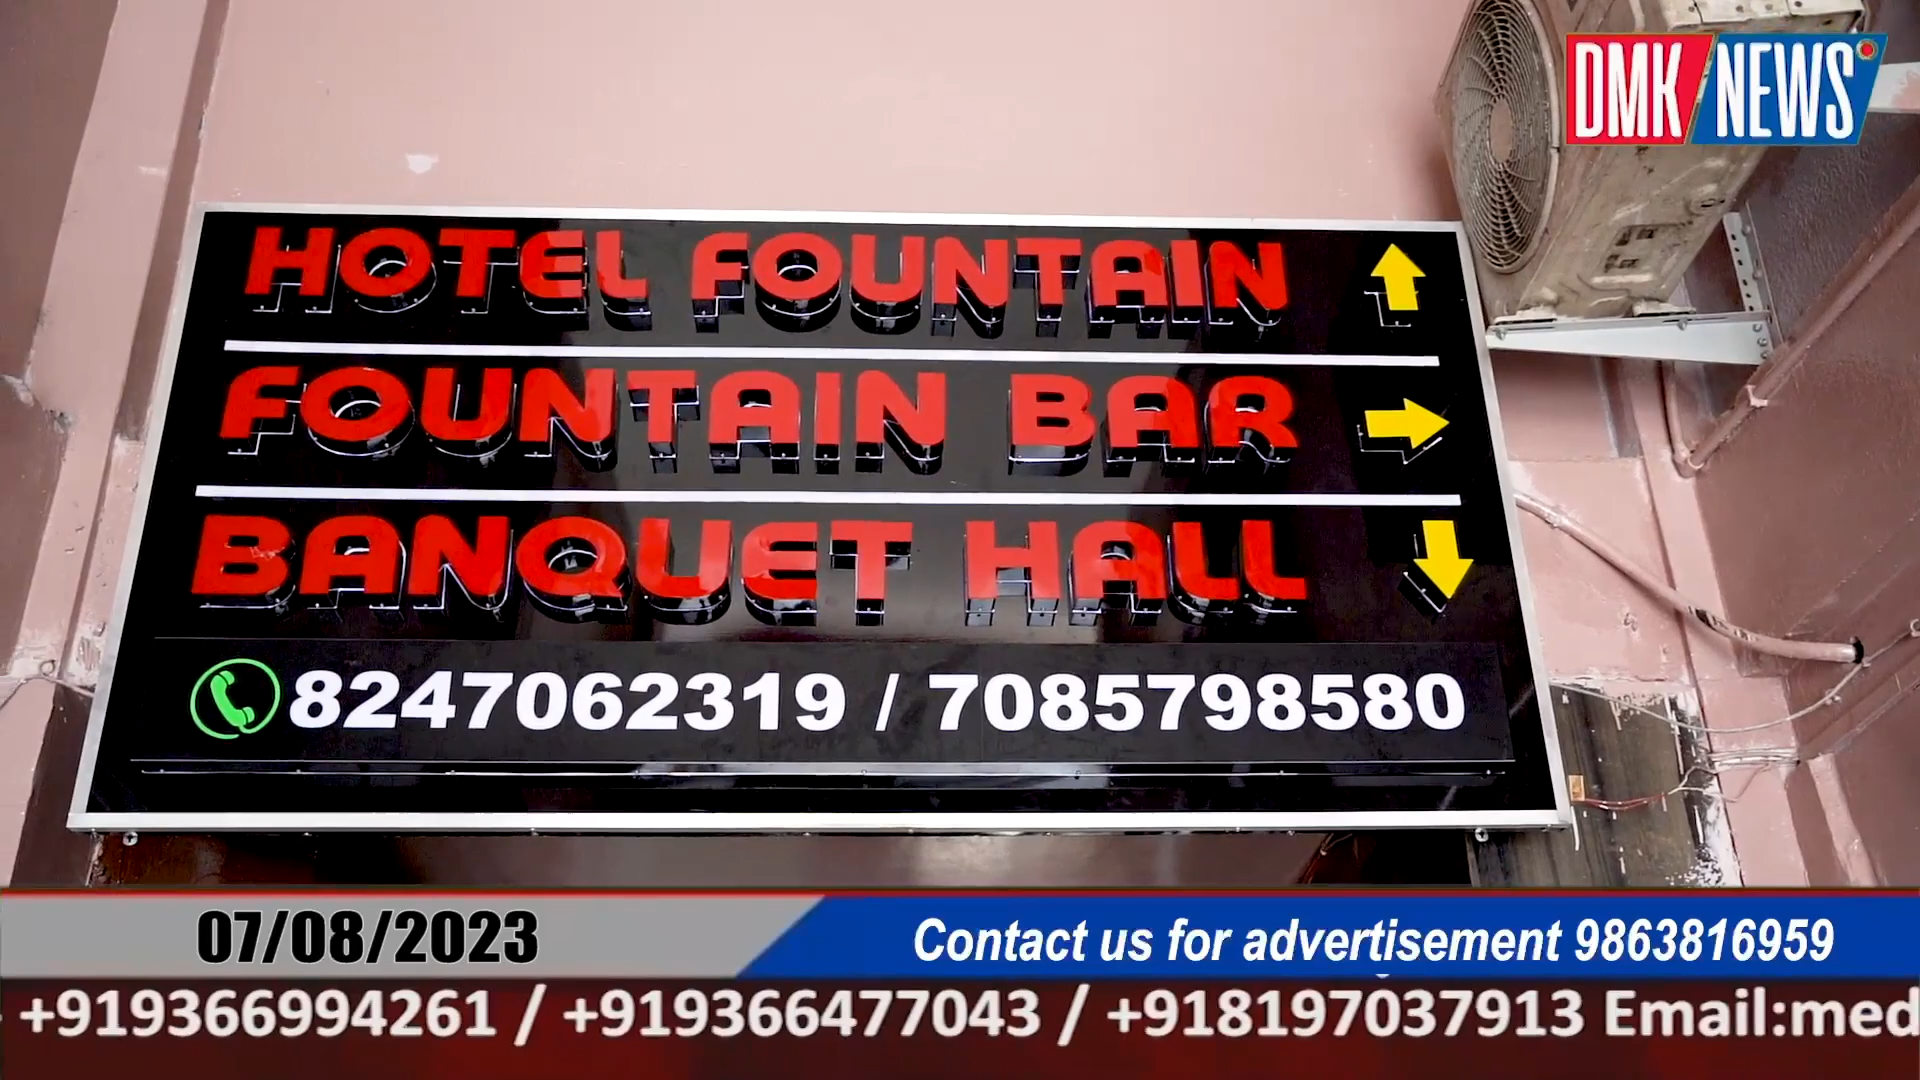 DMK NEWS
HOTEL FOUNTAIN
FOUNTAIN BAR
BANQUET HALL
8247062319 / 7085798580
07/08/2023
Contact us for advertisement 9863816959
+919366994261 / +919366477043 / +918197037913 Email:med